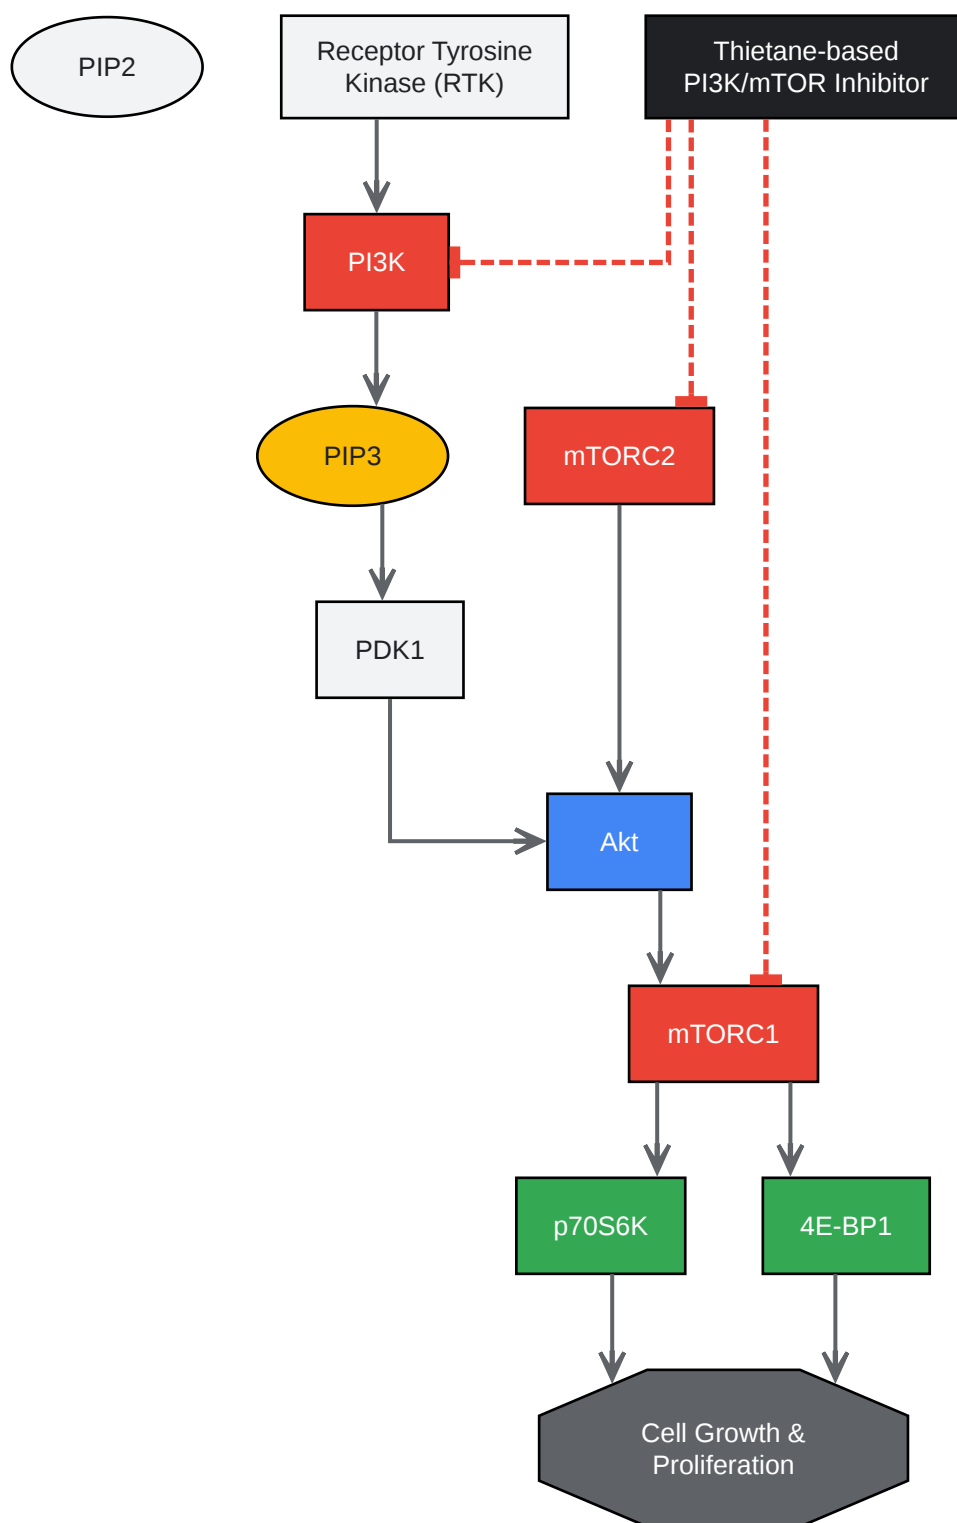 PIP2
Receptor Tyrosine
Kinase (RTK)
Thietane-based
PI3K/mTOR Inhibitor
PI3K
PIP3
mTORC2
PDK1
Akt
mTORC1
p70S6K
4E-BP1
Cell Growth &
Proliferation